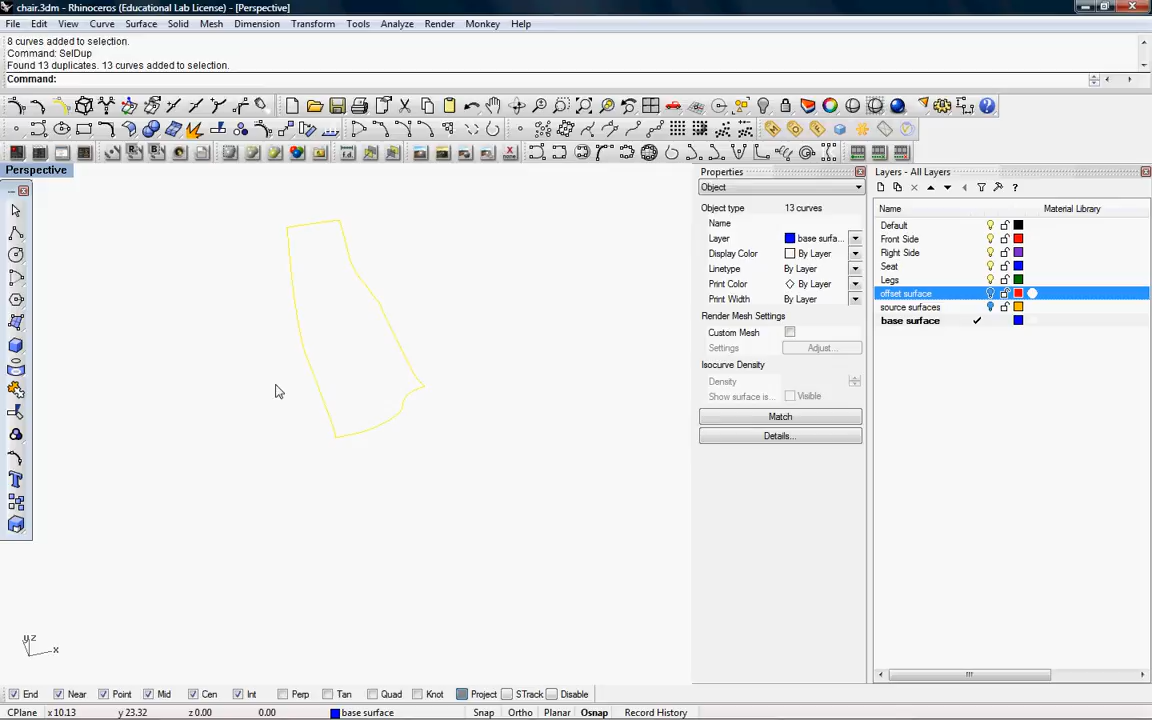 chair.3dm - Rhinoceros (Educational Lab License) - [Perspective]
File Edit View Curve Surface Solid Mesh Dimension Transform Tools Analyze Render Monkey Help
8 curves added to selection.
Command: SelDup
Found 13 duplicates. 13 curves added to selection.
Command:
Perspective
Properties
Object
Object type 13 curves
Name
Layer base surfa...
Display Color By Layer
Linetype By Layer
Print Color By Layer
Print Width By Layer
Render Mesh Settings
Custom Mesh
Settings Adjust...
Isocurve Density
Density
Show surface is... Visible
Match
Details...
Layers - All Layers
Name Material Library
Default
Front Side
Right Side
Seat
Legs
offset surface
source surfaces
base surface
x
End Near Point Mid Cen Int Perp Tan Quad Knot Project STrack Disable
CPlane x 10.13 y 23.32 z 0.00 0.00 base surface Snap Ortho Planar Osnap Record History